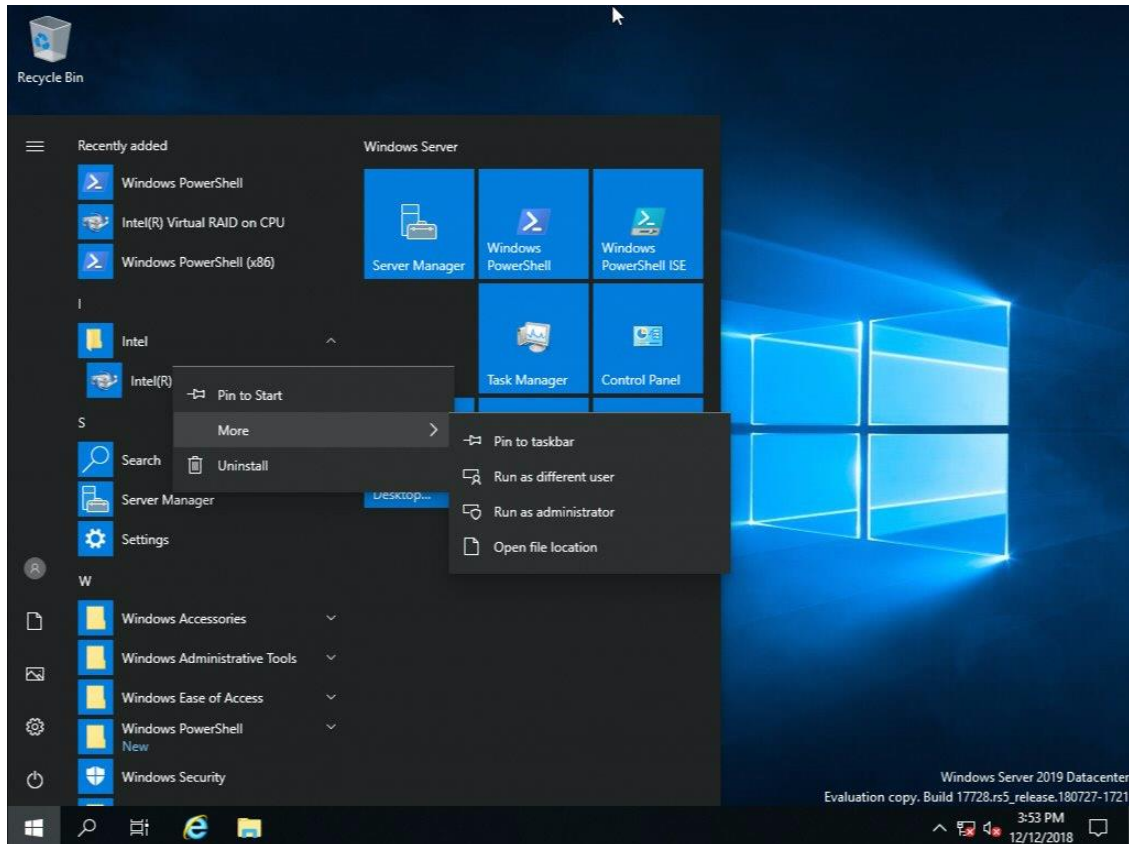 Recycle Bin
Recently added
Windows PowerShell
Intel(R) Virtual RAID on CPU
Windows PowerShell (x86)
I
Intel
Intel(R)
S
Search
Server Manager
Settings
W
Windows Accessories
Windows Administrative Tools
Windows Ease of Access
Windows PowerShell
New
Windows Security
Windows Server
Server Manager
Windows
PowerShell
Windows
PowerShell ISE
Task Manager
Control Panel
Desktop...
Pin to Start
More
Uninstall
Pin to taskbar
Run as different user
Run as administrator
Open file location
Windows Server 2019 Datacenter
Evaluation copy. Build 17728.rs5_release.180727-1721
3:53 PM
12/12/2018